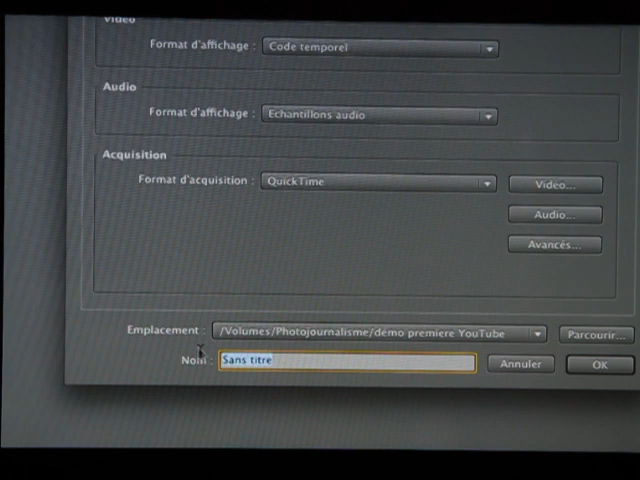 Vidéo
Format d'affichage : Code temporel
Audio
Format d'affichage : Echantillons audio
Acquisition
Format d'acquisition : QuickTime Vidéo...
Audio...
Avancés...
Emplacement : /Volumes/Photojournalisme/démo premiere YouTube Parcourir...
Nom : Sans titre Annuler OK